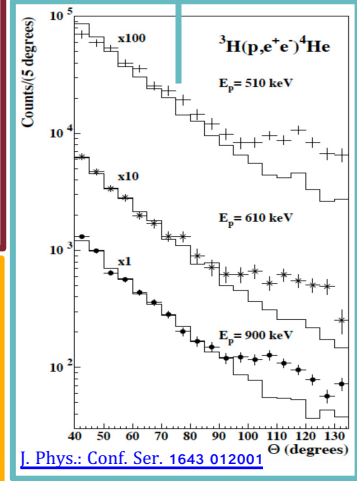 10⁵
x100
³H(p,e⁺e⁻)⁴He
Eₚ= 510 keV
Counts/(5 degrees)
10⁴
x10
Eₚ= 610 keV
10³
x1
Eₚ= 900 keV
10²
40 50 60 70 80 90 100 110 120 130
Θ (degrees)
J. Phys.: Conf. Ser. 1643 012001